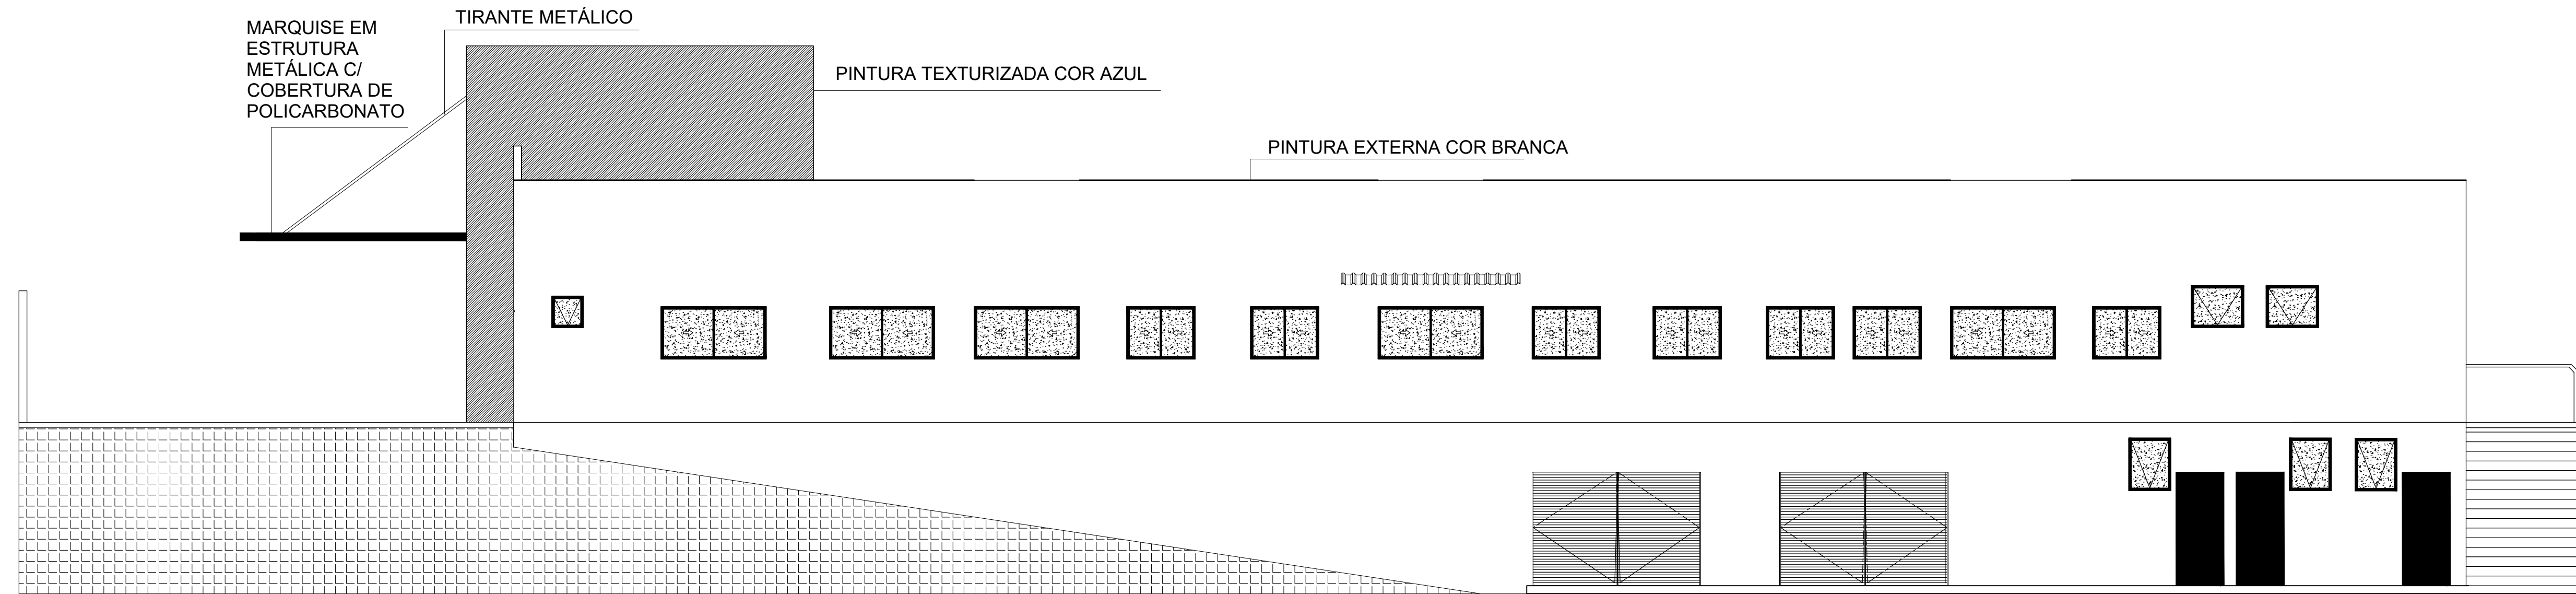 MARQUISE EM
ESTRUTURA
METÁLICA C/
COBERTURA DE
POLICARBONATO
TIRANTE METÁLICO
PINTURA TEXTURIZADA COR AZUL
PINTURA EXTERNA COR BRANCA